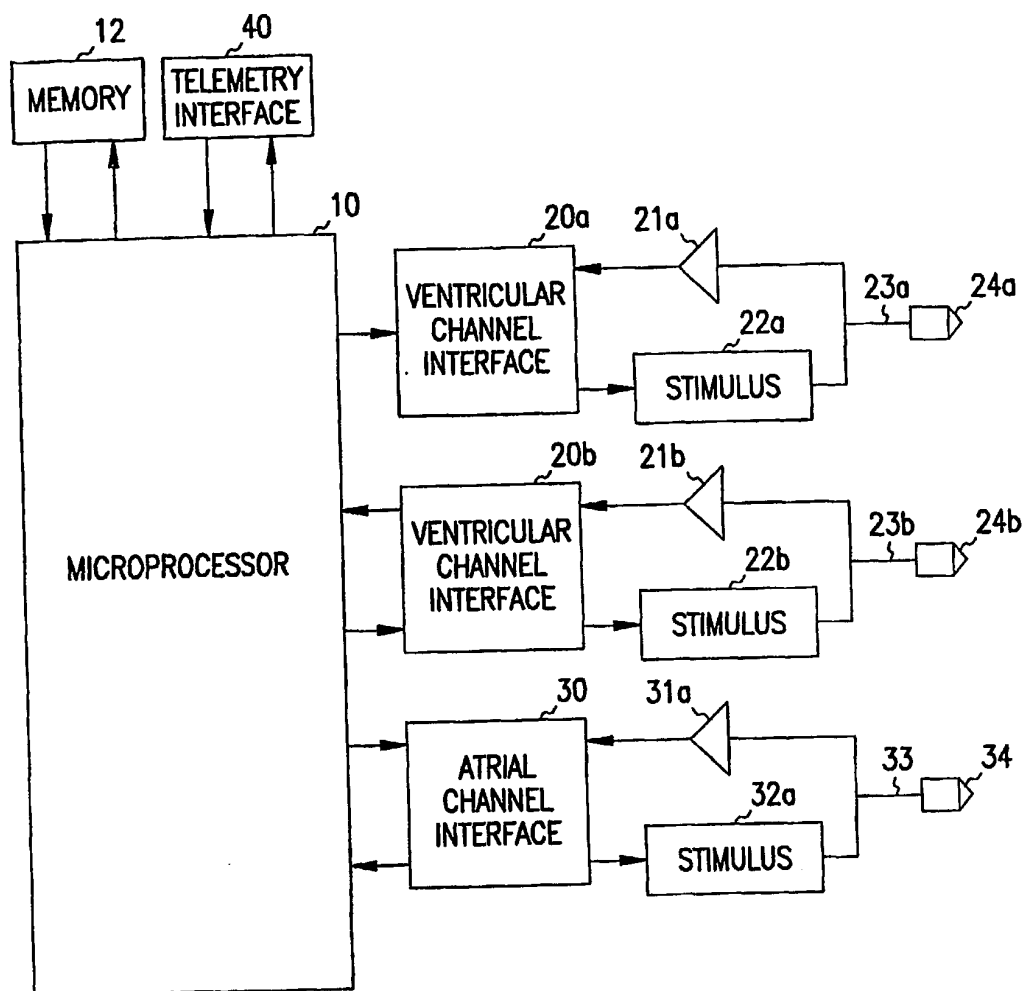 12
40
MEMORY
TELEMETRY
INTERFACE
10
20a
21a
VENTRICULAR
CHANNEL
INTERFACE
22a
STIMULUS
23a
24a
20b
21b
MICROPROCESSOR
VENTRICULAR
CHANNEL
INTERFACE
22b
STIMULUS
23b
24b
30
31a
ATRIAL
CHANNEL
INTERFACE
32a
STIMULUS
33
34